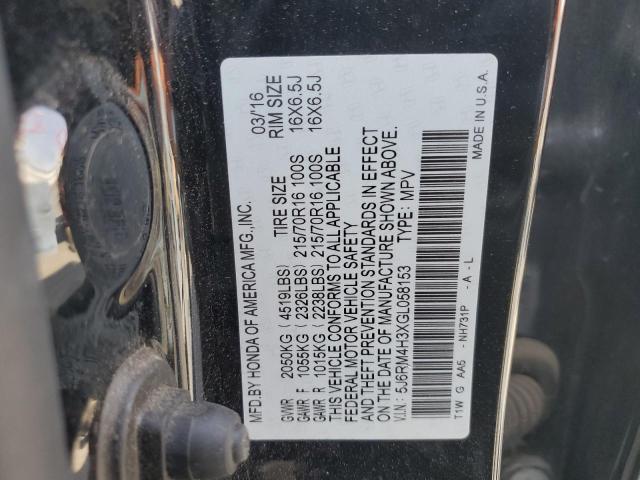 MFD.BY HONDA OF AMERICA MFG.,INC. 03/16
TIRE SIZE RIM SIZE
GVWR 2050KG ( 4519LBS)
GAWR F 1055KG ( 2326LBS) 215/70R16 100S 16X6.5J
GAWR R 1015KG ( 2238LBS) 215/70R16 100S 16X6.5J
THIS VEHICLE CONFORMS TO ALL APPLICABLE
FEDERAL MOTOR VEHICLE SAFETY
AND THEFT PREVENTION STANDARDS IN EFFECT
ON THE DATE OF MANUFACTURE SHOWN ABOVE.
V.I.N.: 5J6RM4H3XGL058153 TYPE: MPV
T1W G AA5 - NH731P - A - L MADE IN U.S.A.